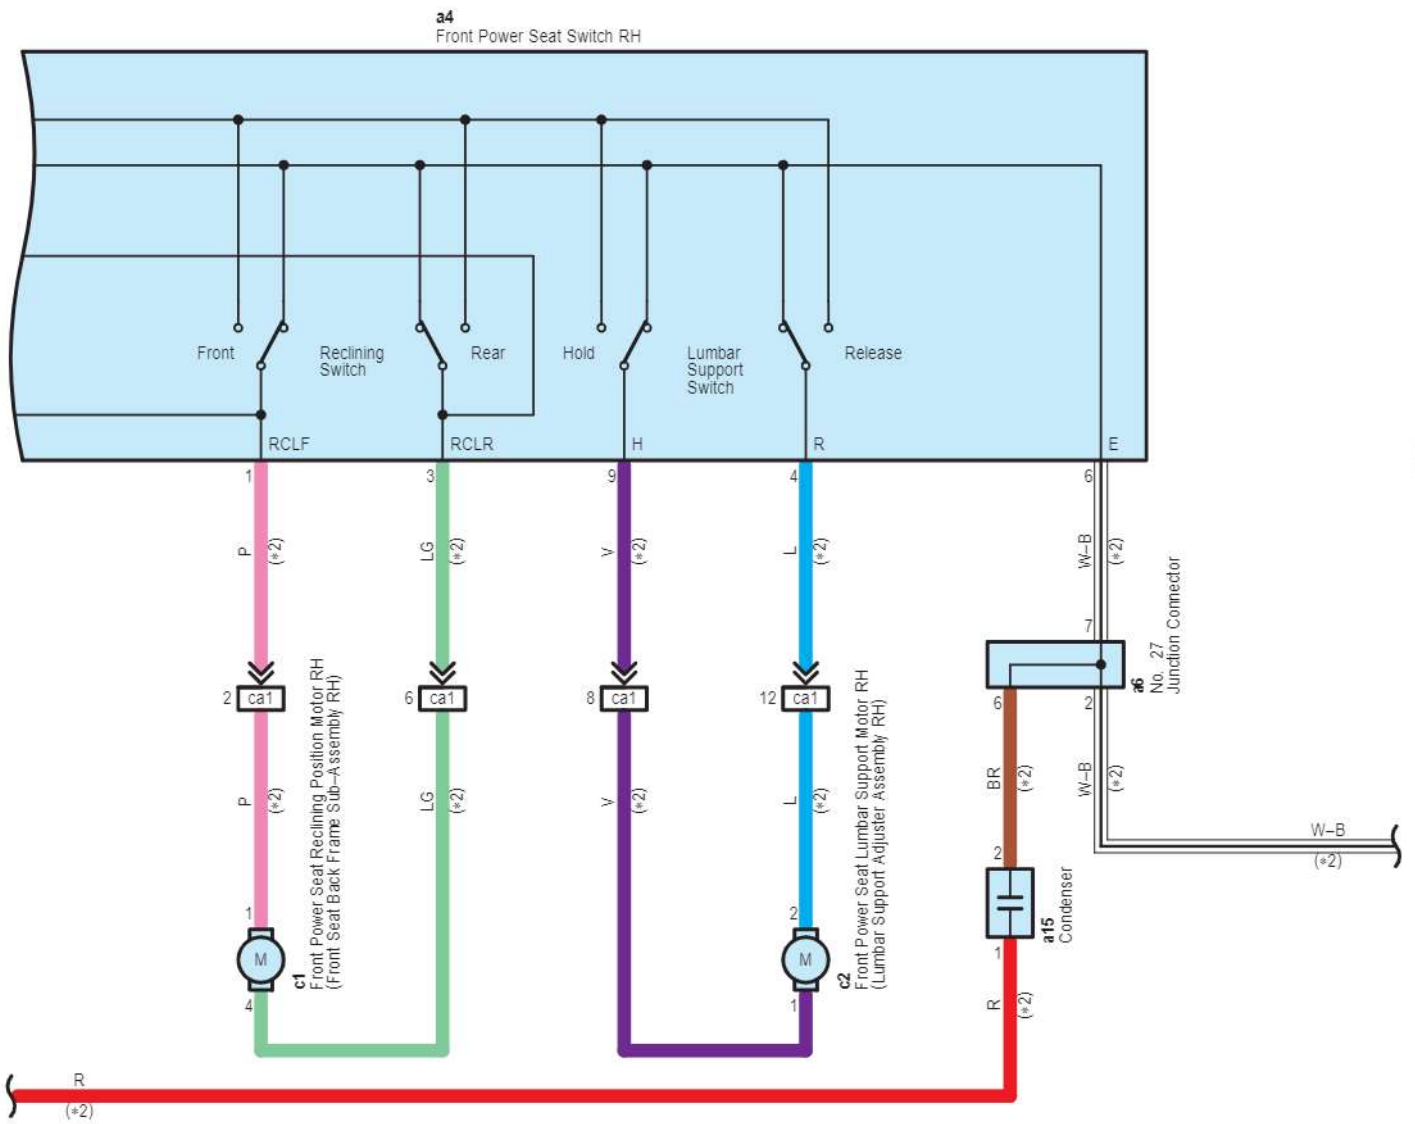 a4
Front Power Seat Switch RH
Front
Reclining
Switch
Rear
Hold
Lumbar
Support
Switch
Release
RCLF
RCLR
H
R
E
1
3
9
4
6
P
(*2)
LG
(*2)
V
(*2)
L
(*2)
W–B
(*2)
7
a6
No. 27
Junction Connector
2 ca1
6 ca1
8 ca1
12 ca1
6
2
P
(*2)
LG
(*2)
V
(*2)
L
(*2)
BR
(*2)
W–B
(*2)
W–B
(*2)
1
M
4
c1
Front Power Seat Reclining Position Motor RH
(Front Seat Back Frame Sub–Assembly RH)
2
M
1
c2
Front Power Seat Lumbar Support Motor RH
(Lumbar Support Adjuster Assembly RH)
2
1
a15
Condenser
R
(*2)
R
(*2)